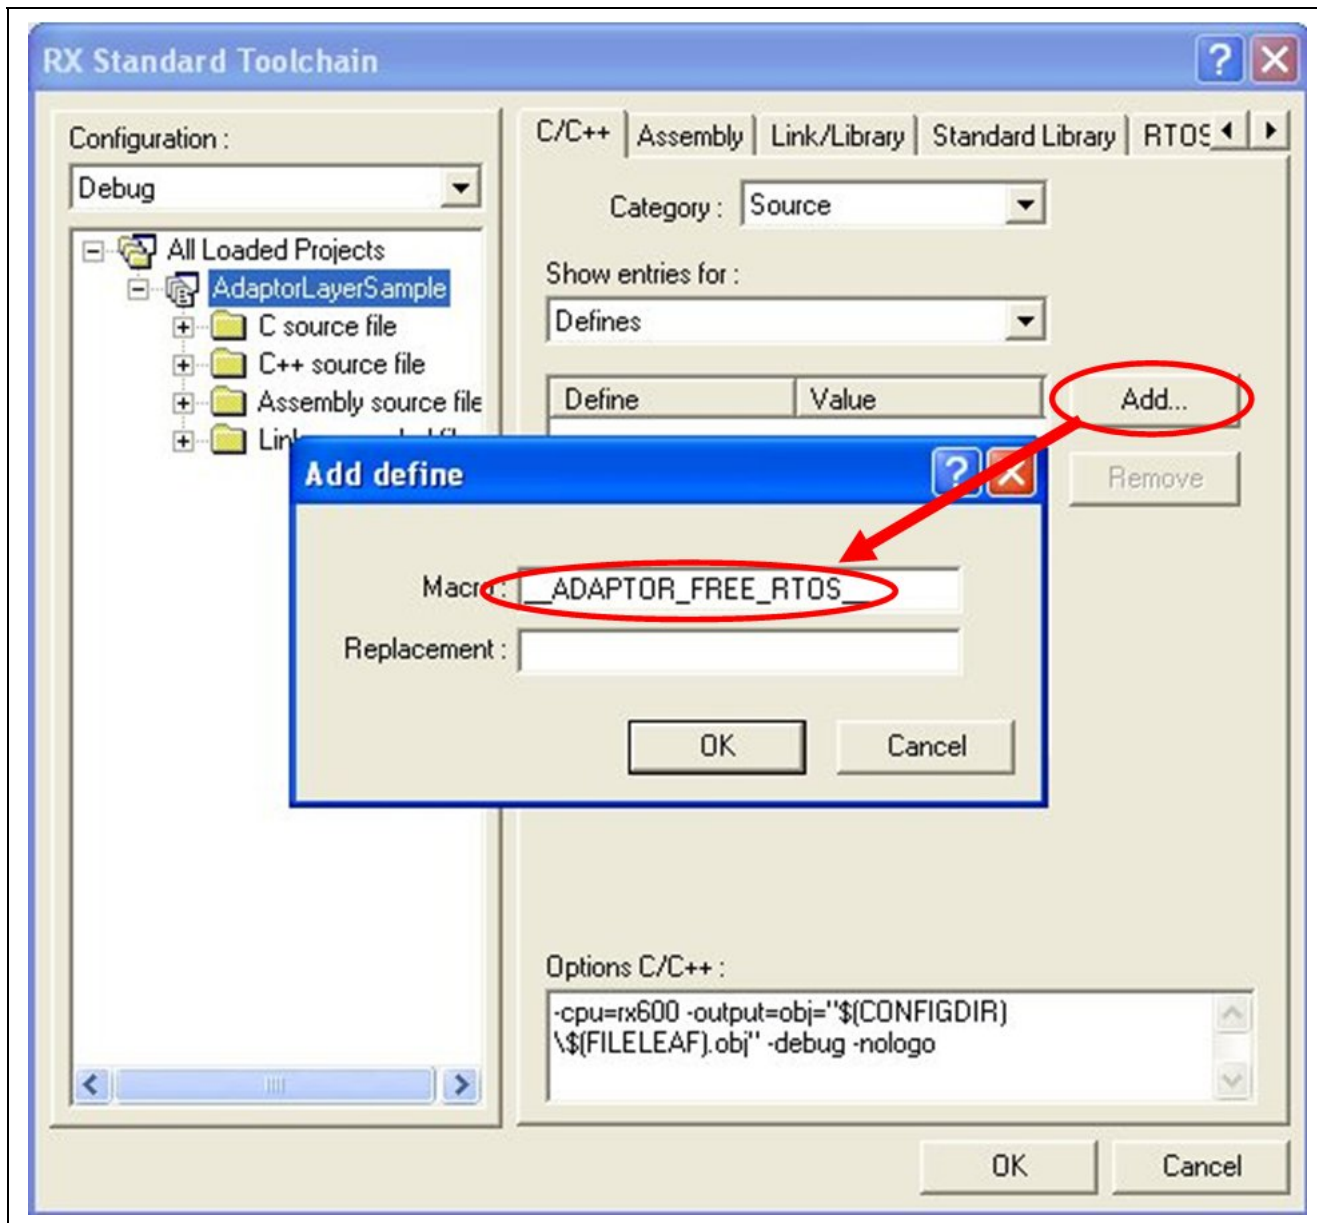 RX Standard Toolchain
Configuration :
Debug
All Loaded Projects
AdaptorLayerSample
C source file
C++ source file
Assembly source file
C/C++
Assembly
Link/Library
Standard Library
RTOS
Category :
Source
Show entries for :
Defines
Define
Value
Add...
Remove
Add define
Macro :
__ADAPTOR_FREE_RTOS__
Replacement :
OK
Cancel
Options C/C++ :
-cpu=rx600 -output=obj="$(CONFIGDIR)
\$(FILELEAF).obj" -debug -nologo
OK
Cancel